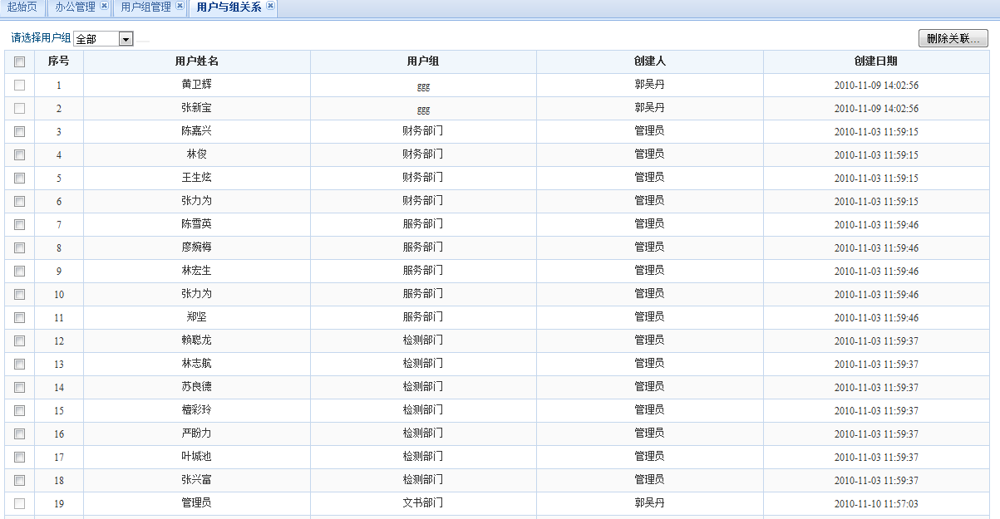 起始页 办公管理 用户组管理 用户与组关系
请选择用户组 全部 删除关联...
序号 用户姓名 用户组 创建人 创建日期
1 黄卫辉 ggg 郭吴丹 2010-11-09 14:02:56
2 张新宝 ggg 郭吴丹 2010-11-09 14:02:56
3 陈嘉兴 财务部门 管理员 2010-11-03 11:59:15
4 林俊 财务部门 管理员 2010-11-03 11:59:15
5 王生炫 财务部门 管理员 2010-11-03 11:59:15
6 张力为 财务部门 管理员 2010-11-03 11:59:15
7 陈雪英 服务部门 管理员 2010-11-03 11:59:46
8 廖婉梅 服务部门 管理员 2010-11-03 11:59:46
9 林宏生 服务部门 管理员 2010-11-03 11:59:46
10 张力为 服务部门 管理员 2010-11-03 11:59:46
11 郑坚 服务部门 管理员 2010-11-03 11:59:46
12 赖聪龙 检测部门 管理员 2010-11-03 11:59:37
13 林志航 检测部门 管理员 2010-11-03 11:59:37
14 苏良德 检测部门 管理员 2010-11-03 11:59:37
15 檀彩玲 检测部门 管理员 2010-11-03 11:59:37
16 严盼力 检测部门 管理员 2010-11-03 11:59:37
17 叶城池 检测部门 管理员 2010-11-03 11:59:37
18 张兴富 检测部门 管理员 2010-11-03 11:59:37
19 管理员 文书部门 郭吴丹 2010-11-10 11:57:03